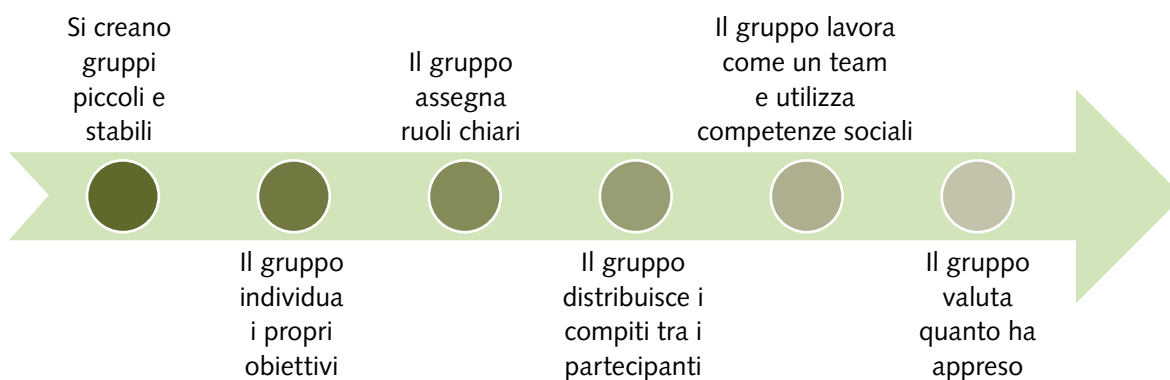 Si creano
gruppi
piccoli e
stabili
Il gruppo
individua
i propri
obiettivi
Il gruppo
assegna
ruoli chiari
Il gruppo
distribuisce i
compiti tra i
partecipanti
Il gruppo lavora
come un team
e utilizza
competenze sociali
Il gruppo
valuta
quanto ha
appreso